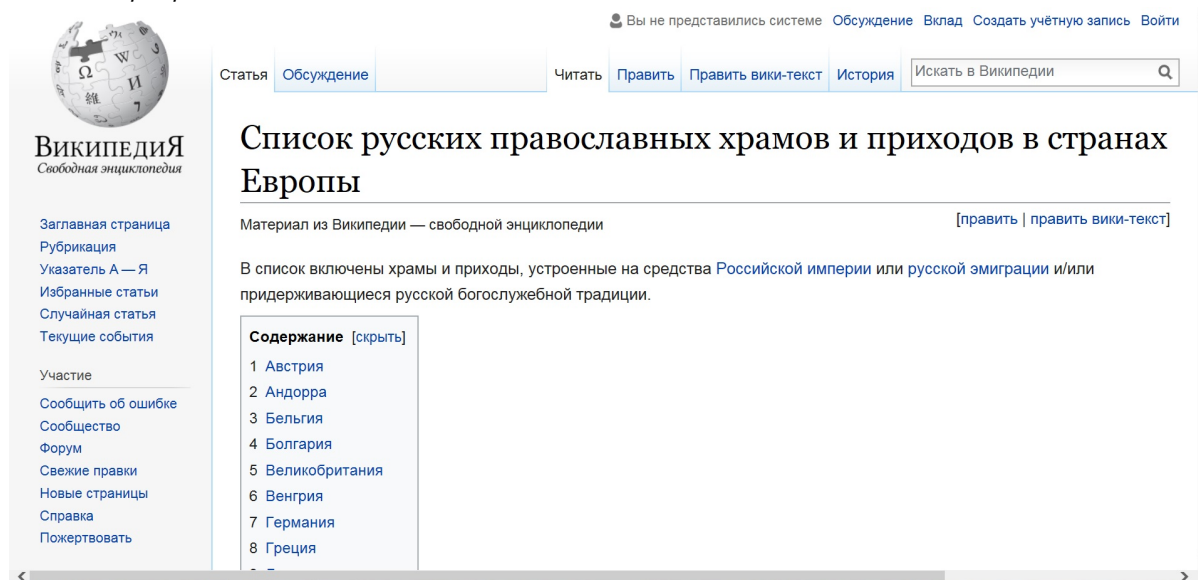 Вы не представились системе Обсуждение Вклад Создать учётную запись Войти
Статья Обсуждение Читать Править Править вики-текст История Искать в Википедии
ВикипедиЯ
Свободная энциклопедия
Заглавная страница
Рубрикация
Указатель А — Я
Избранные статьи
Случайная статья
Текущие события
Участие
Сообщить об ошибке
Сообщество
Форум
Свежие правки
Новые страницы
Справка
Пожертвовать
Список русских православных храмов и приходов в странах
Европы
Материал из Википедии — свободной энциклопедии [править | править вики-текст]
В список включены храмы и приходы, устроенные на средства Российской империи или русской эмиграции и/или
придерживающиеся русской богослужебной традиции.
Содержание [скрыть]
1 Австрия
2 Андорра
3 Бельгия
4 Болгария
5 Великобритания
6 Венгрия
7 Германия
8 Греция